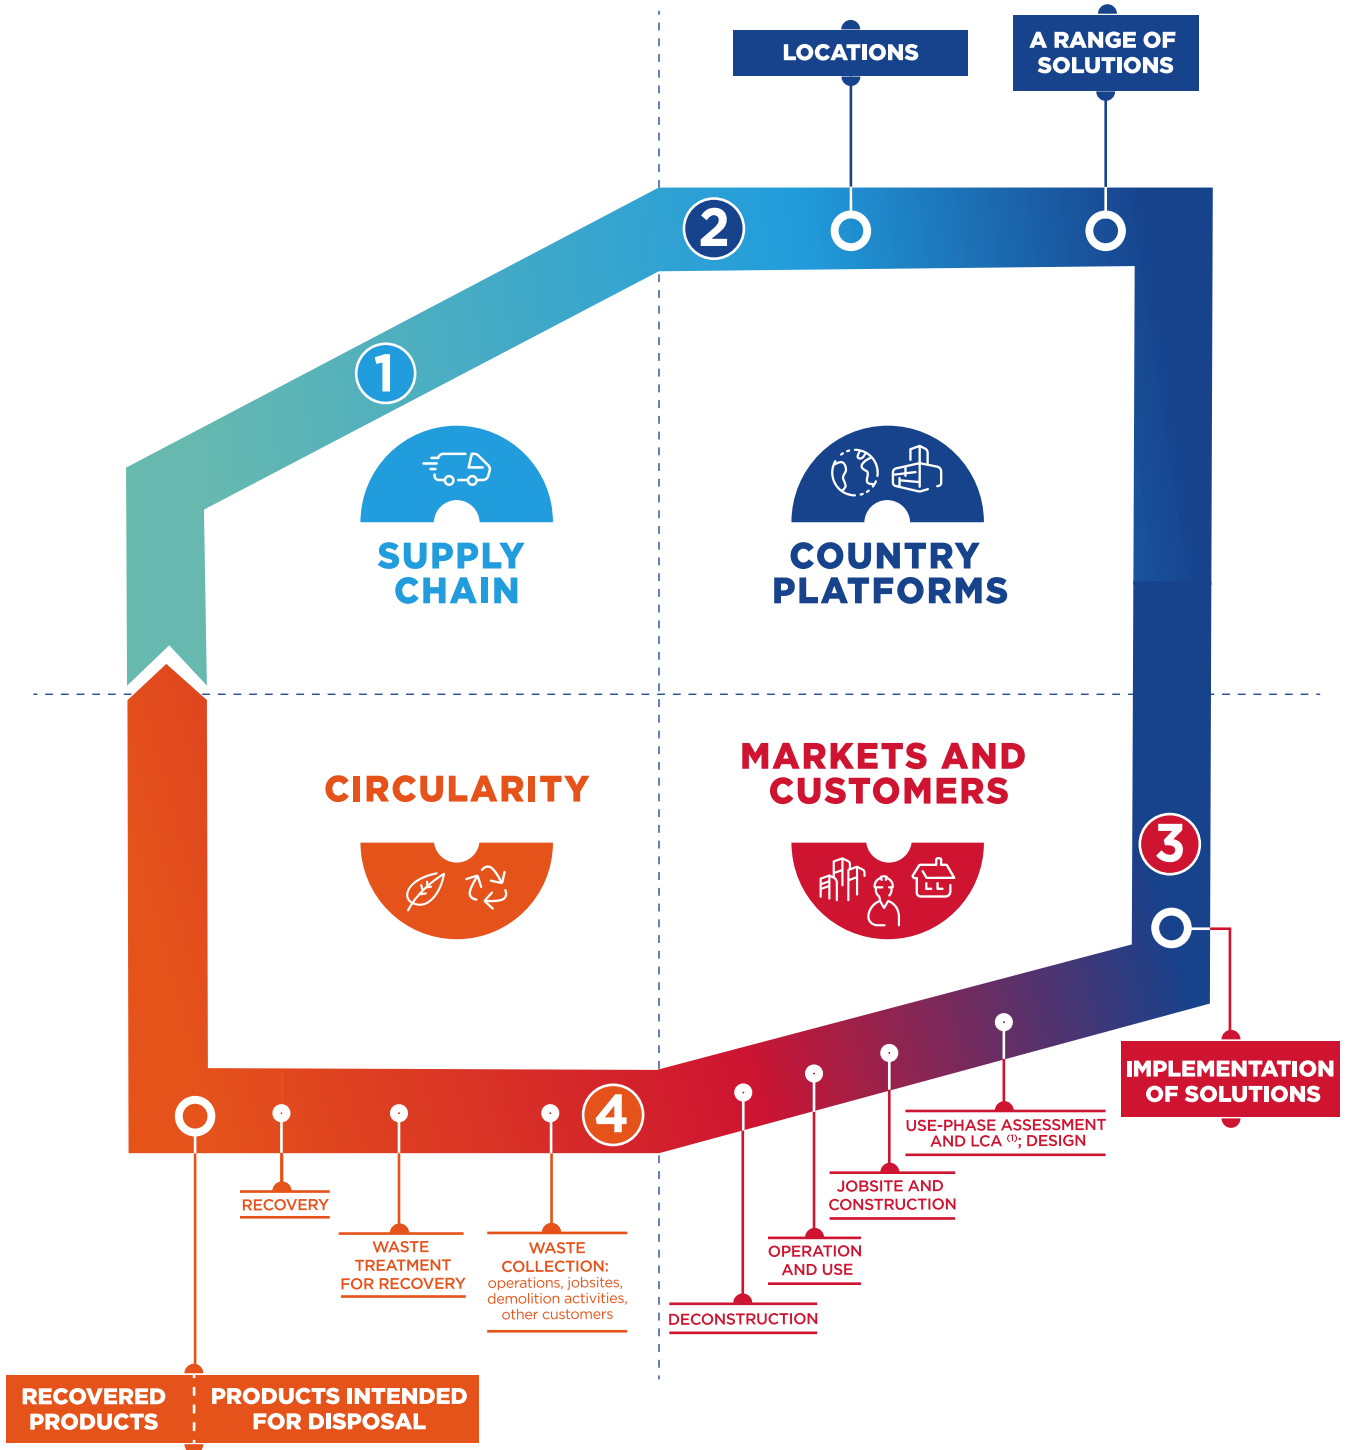 LOCATIONS
A RANGE OF
SOLUTIONS
2
1
SUPPLY
CHAIN
COUNTRY
PLATFORMS
CIRCULARITY
MARKETS AND
CUSTOMERS
3
IMPLEMENTATION
OF SOLUTIONS
4
USE-PHASE ASSESSMENT
AND LCA (1); DESIGN
JOBSITE AND
CONSTRUCTION
OPERATION
AND USE
DECONSTRUCTION
WASTE
COLLECTION:
operations, jobsites,
demolition activities,
other customers
WASTE
TREATMENT
FOR RECOVERY
RECOVERY
RECOVERED
PRODUCTS
PRODUCTS INTENDED
FOR DISPOSAL